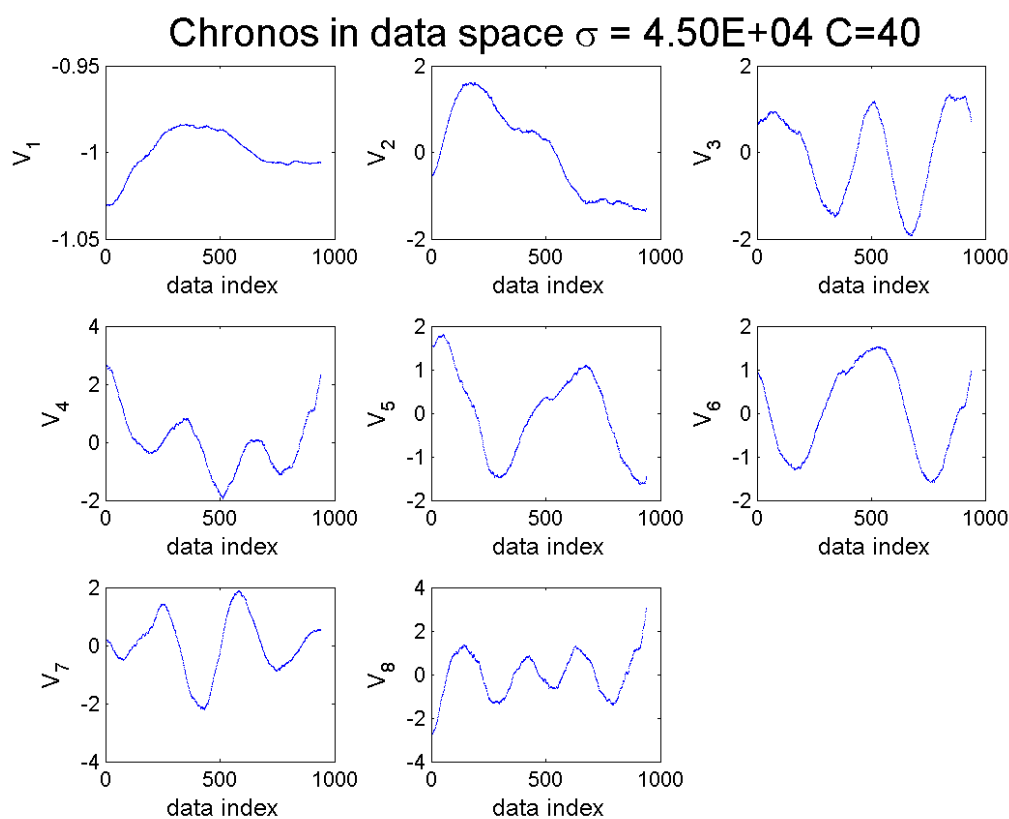 Chronos in data space σ = 4.50E+04 C=40
-0.95
-1
-1.05
V1
0 500 1000
data index
2
0
-2
V2
0 500 1000
data index
2
0
-2
V3
0 500 1000
data index
4
2
0
-2
V4
0 500 1000
data index
2
1
0
-1
-2
V5
0 500 1000
data index
2
1
0
-1
-2
V6
0 500 1000
data index
2
0
-2
-4
V7
0 500 1000
data index
4
2
0
-2
-4
V8
0 500 1000
data index